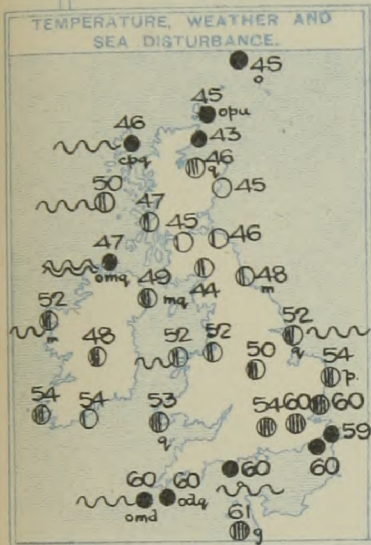 TEMPERATURE, WEATHER AND
SEA DISTURBANCE.
45
o
45
opu
46
cpq
43
46
q
50
45
47
45
46
47
omq
49
mq
44
48
m
52
m
48
52
52
52
q
50
54
p.
54
54
53
q
54
60
60
59
60
60
60
60
omd
odq
61
g